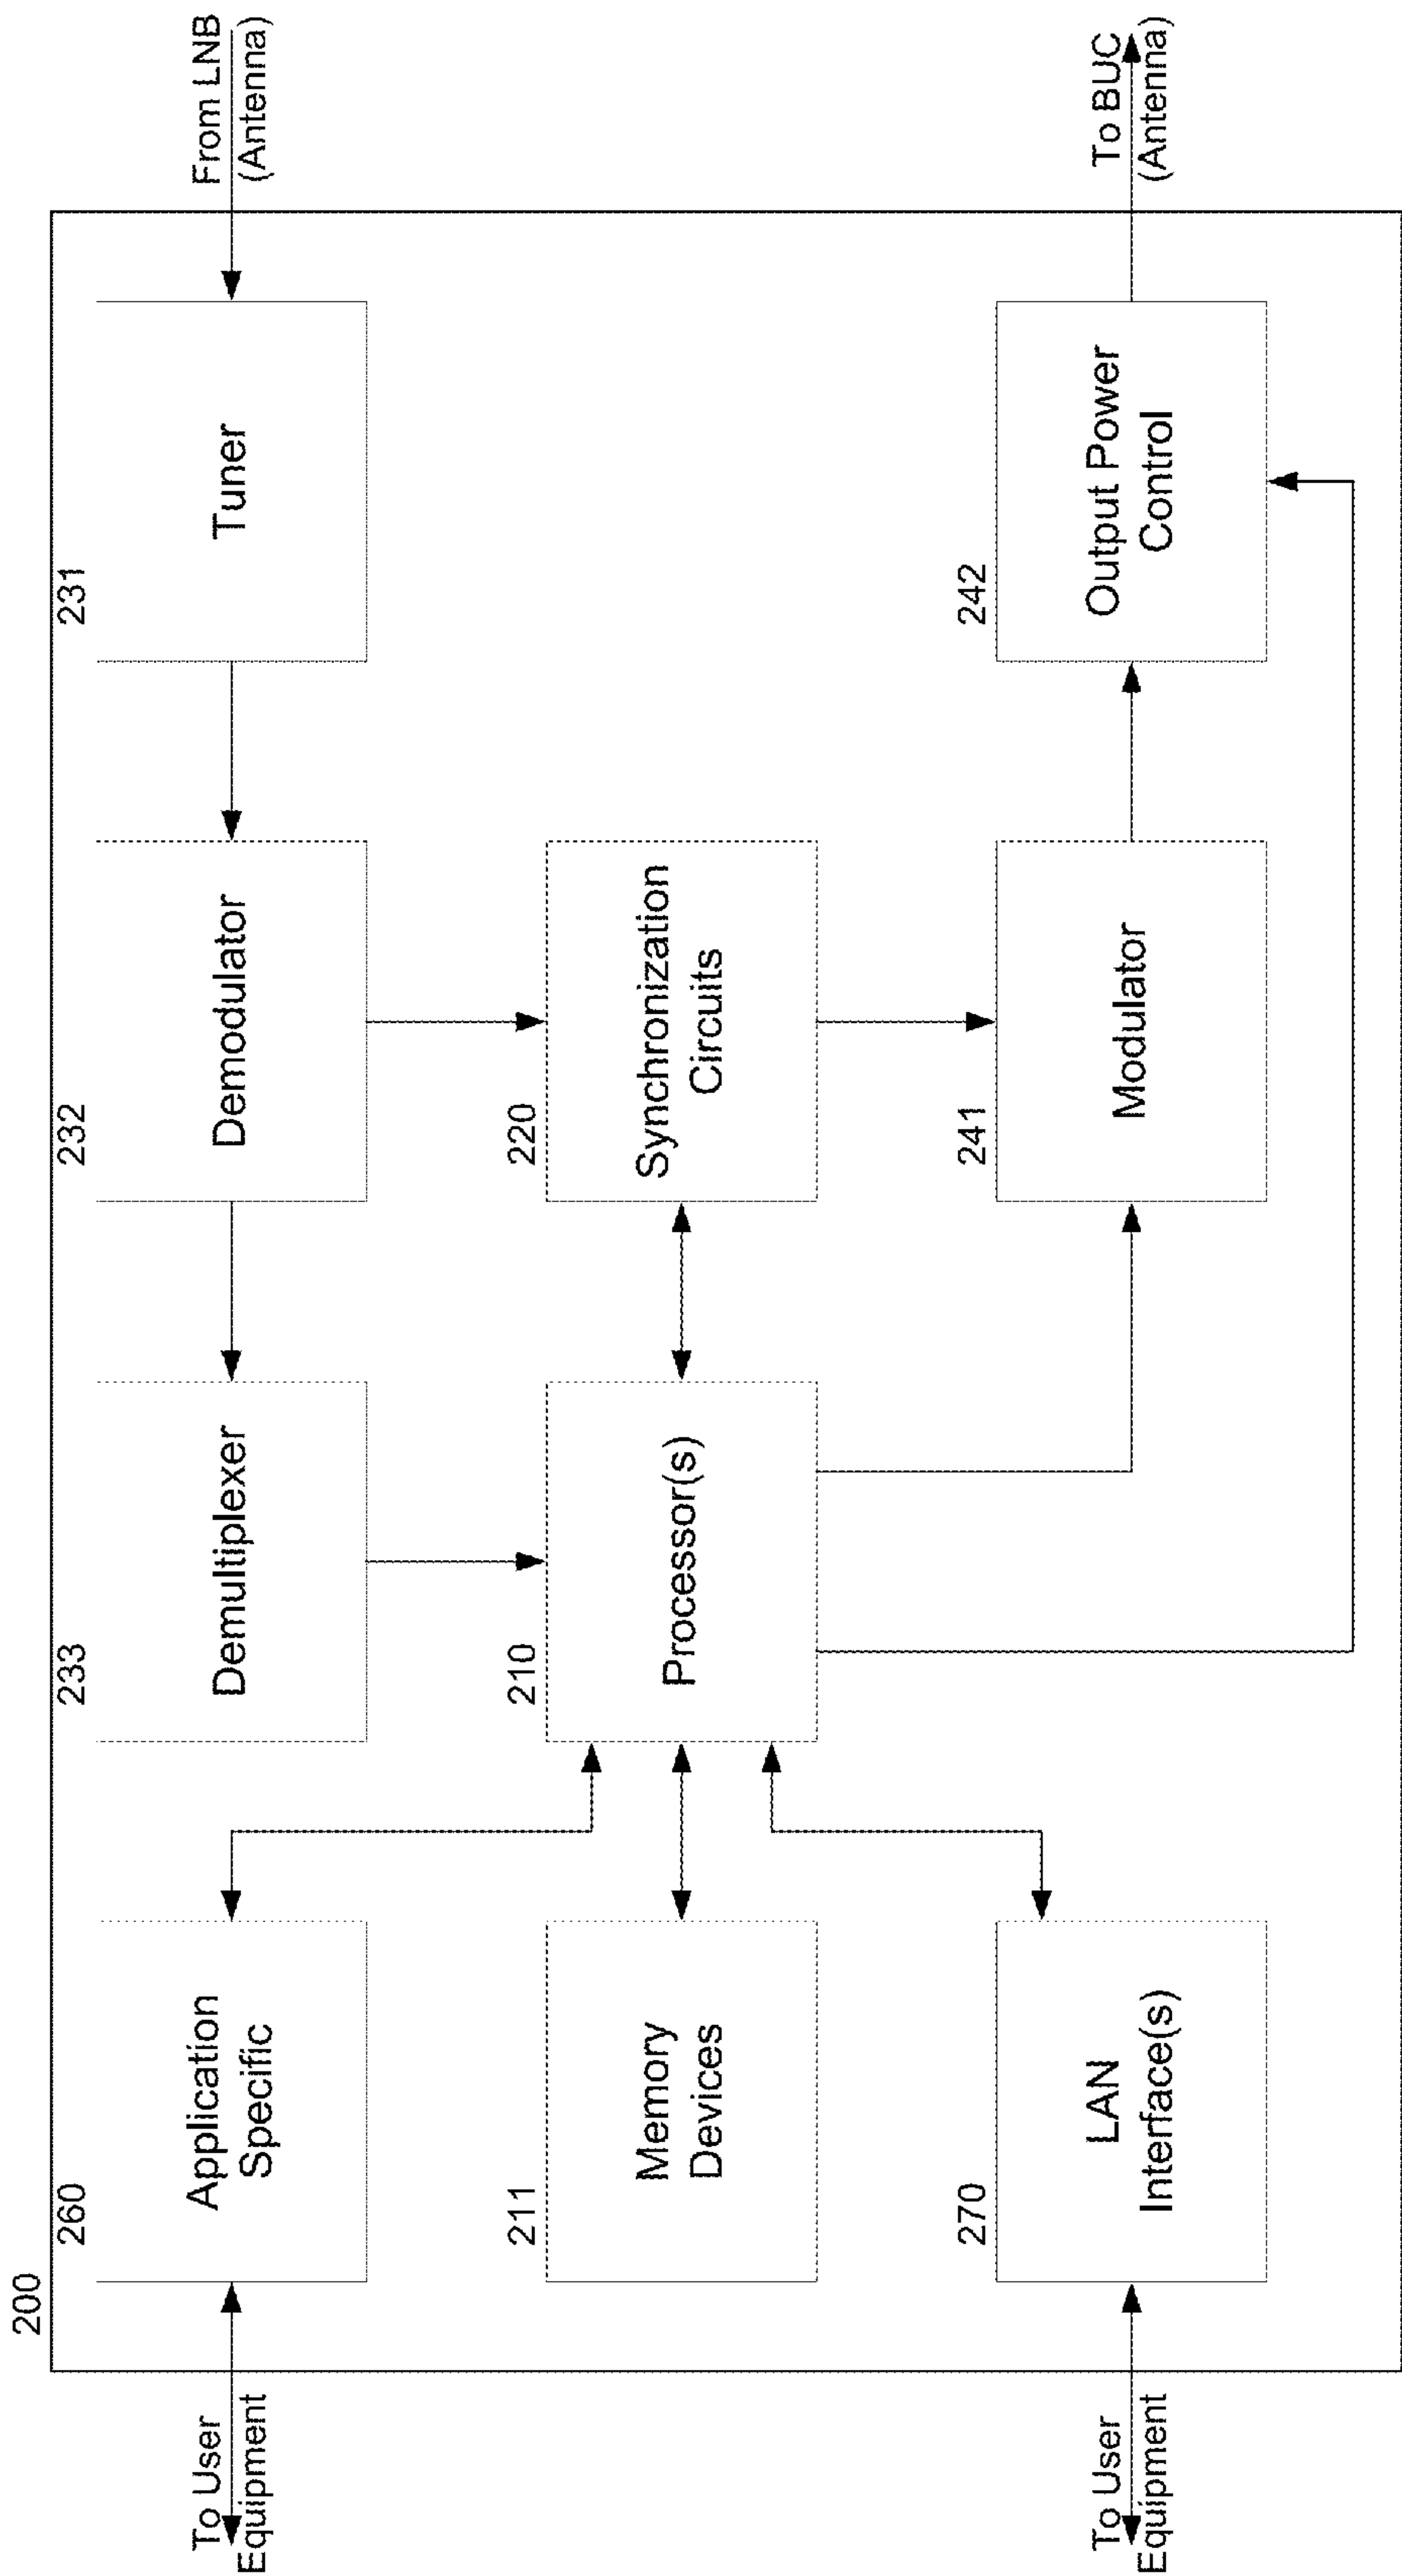 200
260
Application
Specific
233
Demultiplexer
232
Demodulator
231
Tuner
To User
Equipment
From LNB
(Antenna)
211
Memory
Devices
210
Processor(s)
220
Synchronization
Circuits
270
LAN
Interface(s)
241
Modulator
242
Output Power
Control
To User
Equipment
To BUC
(Antenna)